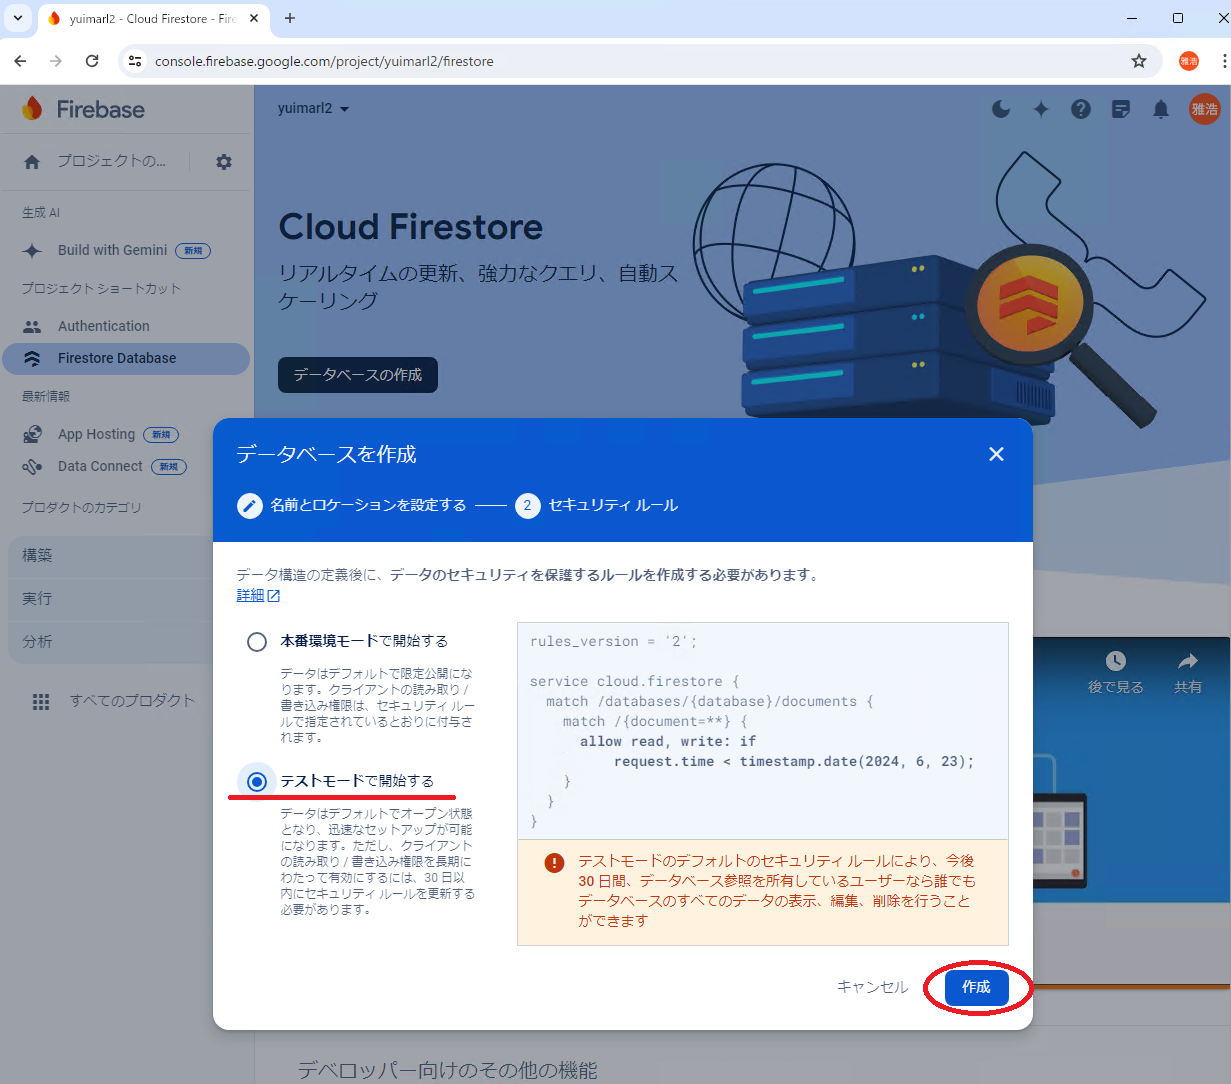 yuimarl2 - Cloud Firestore - Fire
console.firebase.google.com/project/yuimarl2/firestore
雅浩
Firebase
yuimarl2
雅浩
プロジェクトの...
生成 AI
Build with Gemini 新規
プロジェクト ショートカット
Authentication
Firestore Database
最新情報
App Hosting 新規
Data Connect 新規
プロダクトのカテゴリ
構築
実行
分析
すべてのプロダクト
Cloud Firestore
リアルタイムの更新、強力なクエリ、自動ス
ケーリング
データベースの作成
データベースを作成
名前とロケーションを設定する
2 セキュリティ ルール
データ構造の定義後に、データのセキュリティを保護するルールを作成する必要があります。
詳細
本番環境モードで開始する
データはデフォルトで限定公開にな
ります。クライアントの読み取り /
書き込み権限は、セキュリティ ルー
ルで指定されているとおりに付与さ
れます。
テストモードで開始する
データはデフォルトでオープン状態
となり、迅速なセットアップが可能
になります。ただし、クライアント
の読み取り / 書き込み権限を長期に
わたって有効にするには、30 日以
内にセキュリティ ルールを更新する
必要があります。
rules_version = '2';
service cloud.firestore {
match /databases/{database}/documents {
match /{document=**} {
allow read, write: if
request.time < timestamp.date(2024, 6, 23);
}
}
}
テストモードのデフォルトのセキュリティ ルールにより、今後
30 日間、データベース参照を所有しているユーザーなら誰でも
データベースのすべてのデータの表示、編集、削除を行うこと
ができます
キャンセル
作成
後で見る
共有
デベロッパー向けのその他の機能